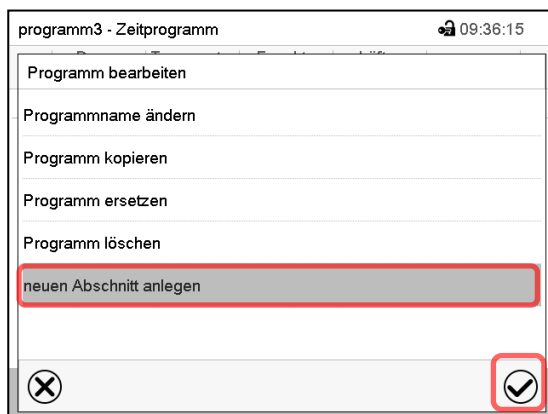 programm3 - Zeitprogramm 09:36:15
Programm bearbeiten
Programmname ändern
Programm kopieren
Programm ersetzen
Programm löschen
neuen Abschnitt anlegen